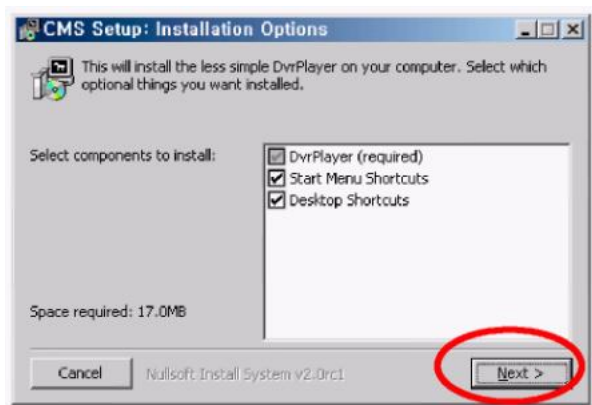 CMS Setup: Installation Options
This will install the less simple DvrPlayer on your computer. Select which
optional things you want installed.
Select components to install:
DvrPlayer (required)
Start Menu Shortcuts
Desktop Shortcuts
Space required: 17.0MB
Cancel
Nullsoft Install System v2.0rc1
Next >